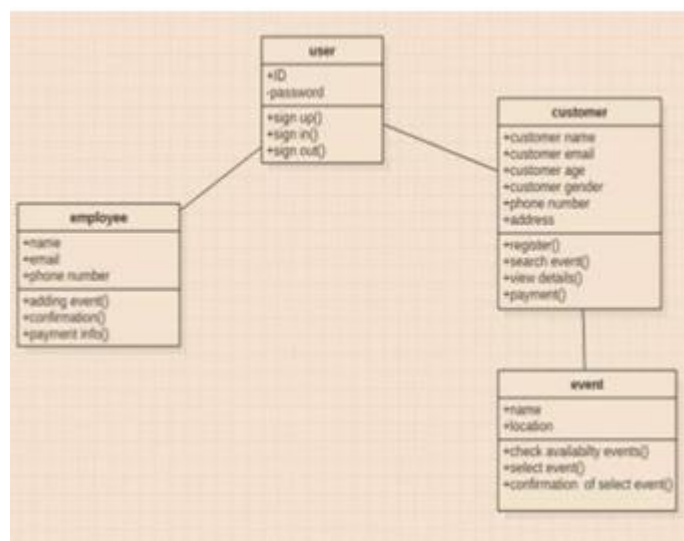 user
+ID
-password
+sign up()
+sign in()
+sign out()
customer
+customer name
+customer email
+customer age
+customer gender
+phone number
+address
+register()
+search event()
+view details()
+payment()
employee
+name
+email
+phone number
+adding event()
+confirmation()
+payment info()
event
+name
+location
+check availabilty events()
+select event()
+confirmation of select event()